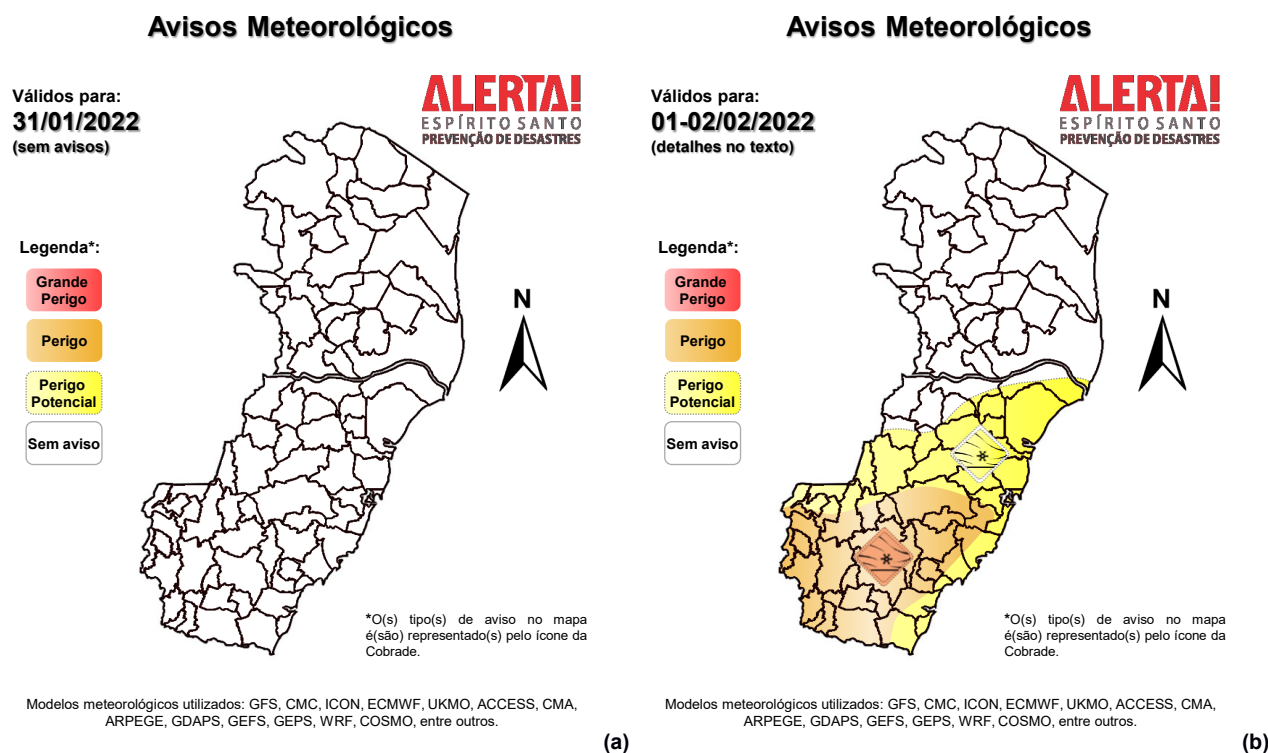 Avisos Meteorológicos
Válidos para:
31/01/2022
(sem avisos)
ALERTA!
ESPÍRITO SANTO
PREVENÇÃO DE DESASTRES
Legenda*:
Grande
Perigo
Perigo
Perigo
Potencial
Sem aviso
N
*O(s) tipo(s) de aviso no mapa
é(são) representado(s) pelo ícone da
Cobrade.
Modelos meteorológicos utilizados: GFS, CMC, ICON, ECMWF, UKMO, ACCESS, CMA,
ARPEGE, GDAPS, GEFS, GEPS, WRF, COSMO, entre outros.
(a)
Avisos Meteorológicos
Válidos para:
01-02/02/2022
(detalhes no texto)
ALERTA!
ESPÍRITO SANTO
PREVENÇÃO DE DESASTRES
Legenda*:
Grande
Perigo
Perigo
Perigo
Potencial
Sem aviso
N
*O(s) tipo(s) de aviso no mapa
é(são) representado(s) pelo ícone da
Cobrade.
Modelos meteorológicos utilizados: GFS, CMC, ICON, ECMWF, UKMO, ACCESS, CMA,
ARPEGE, GDAPS, GEFS, GEPS, WRF, COSMO, entre outros.
(b)